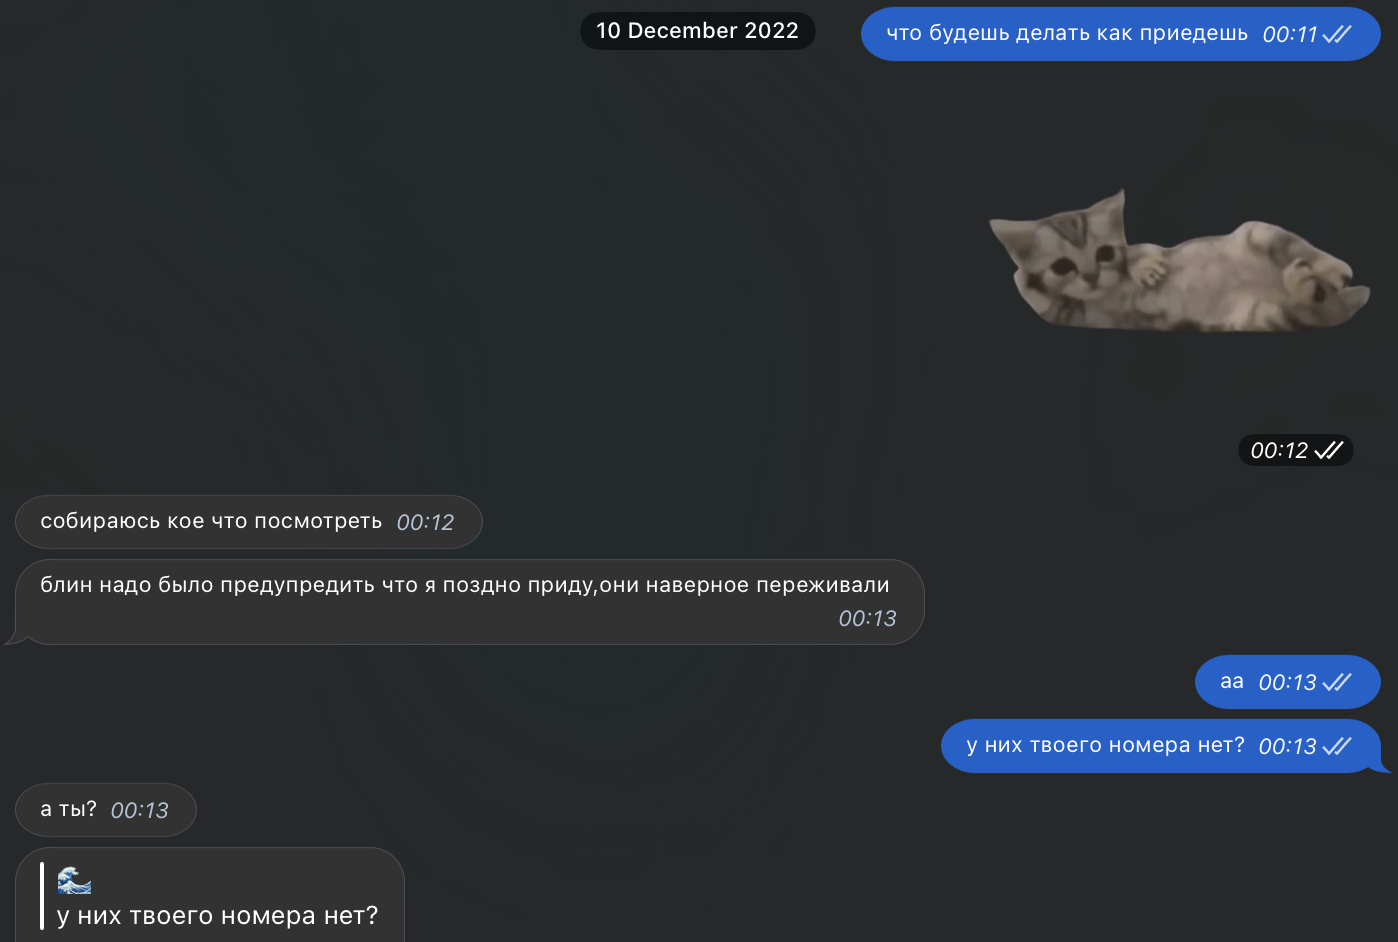 10 December 2022
что будешь делать как приедешь 00:11
00:12
собираюсь кое что посмотреть 00:12
блин надо было предупредить что я поздно приду,они наверное переживали
00:13
аа 00:13
у них твоего номера нет? 00:13
а ты? 00:13
🌊
у них твоего номера нет?